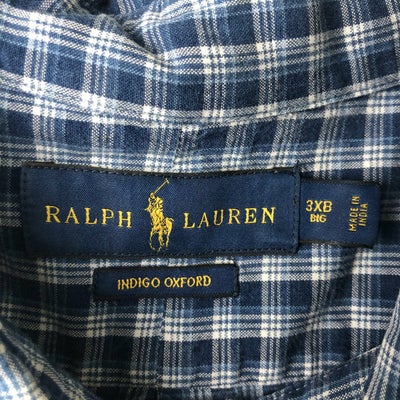 RALPH LAUREN
3XB
BIG
MADE IN
INDIA
INDIGO OXFORD